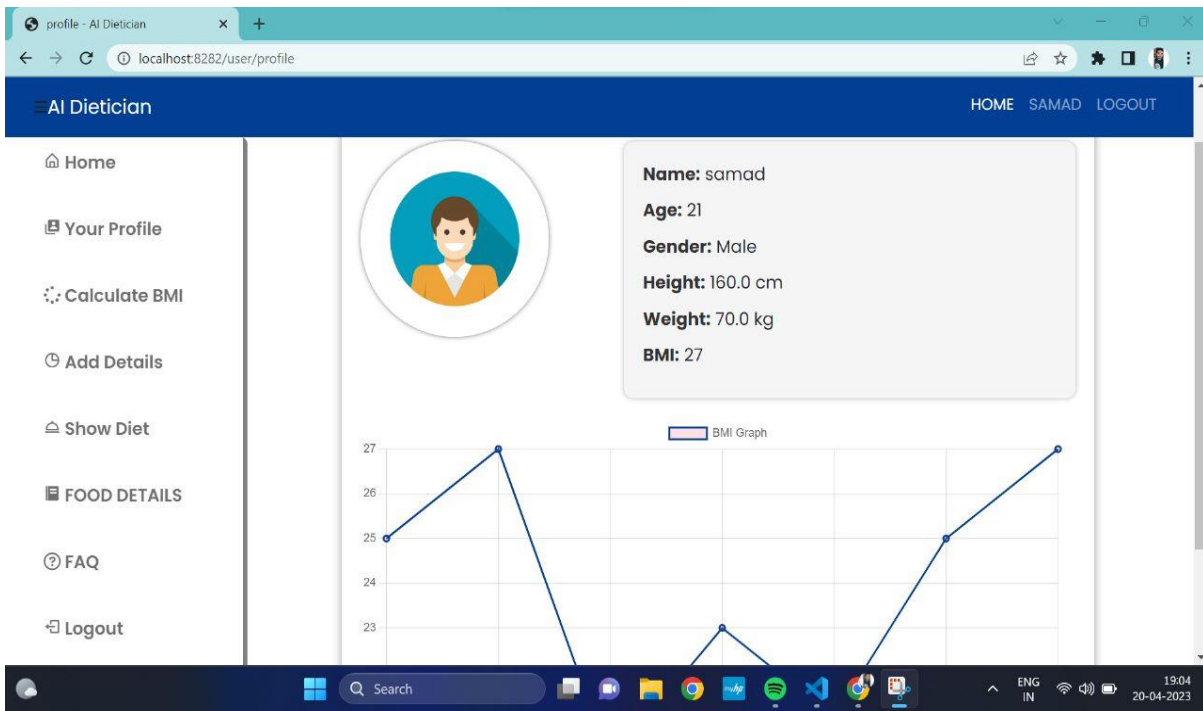 profile - AI Dietician
localhost:8282/user/profile
AI Dietician
HOME SAMAD LOGOUT
Home
Your Profile
Calculate BMI
Add Details
Show Diet
FOOD DETAILS
FAQ
Logout
Name: samad
Age: 21
Gender: Male
Height: 160.0 cm
Weight: 70.0 kg
BMI: 27
BMI Graph
27
26
25
24
23
Search
myhp
ENG
IN
19:04
20-04-2023